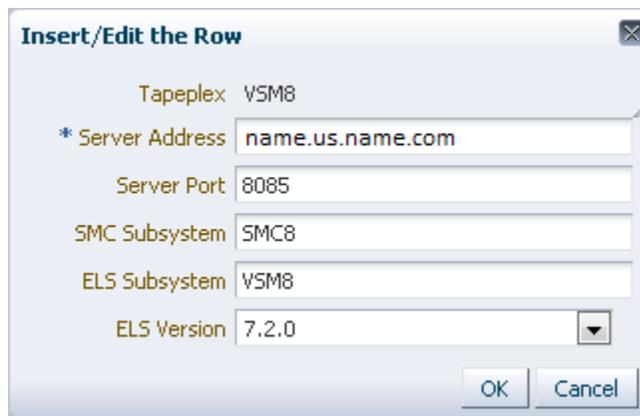 Insert/Edit the Row
Tapeplex VSM8
* Server Address name.us.name.com
Server Port 8085
SMC Subsystem SMC8
ELS Subsystem VSM8
ELS Version 7.2.0
OK Cancel